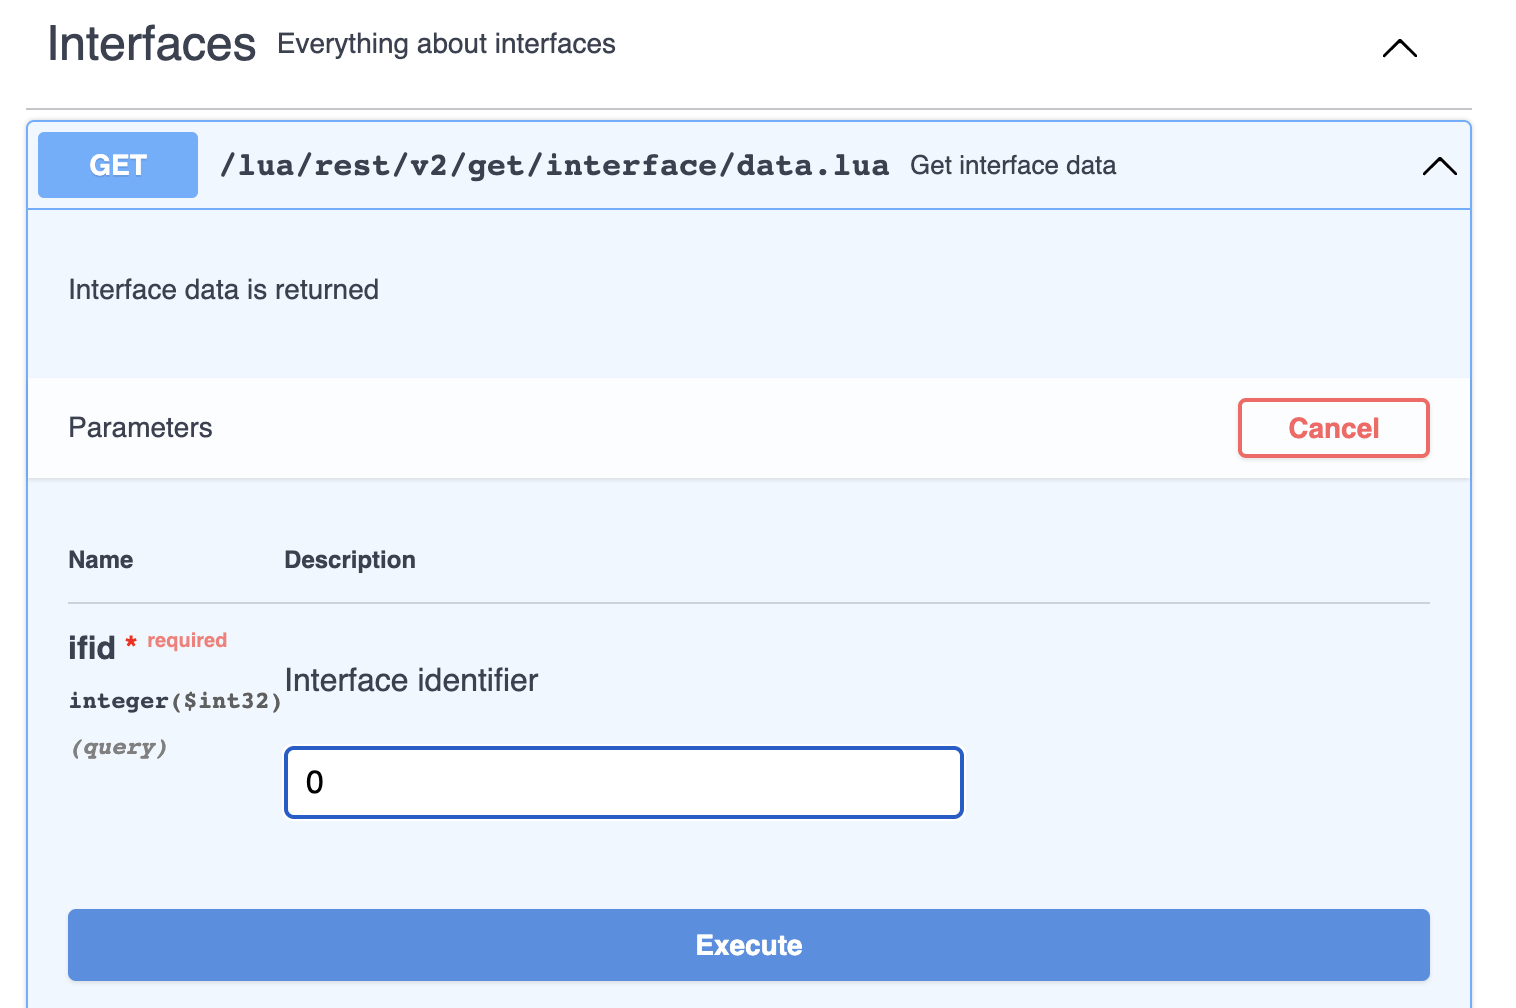 Interfaces Everything about interfaces
GET /lua/rest/v2/get/interface/data.lua Get interface data
Interface data is returned
Parameters Cancel
Name Description
ifid * required
Interface identifier
integer($int32)
(query)
0
Execute